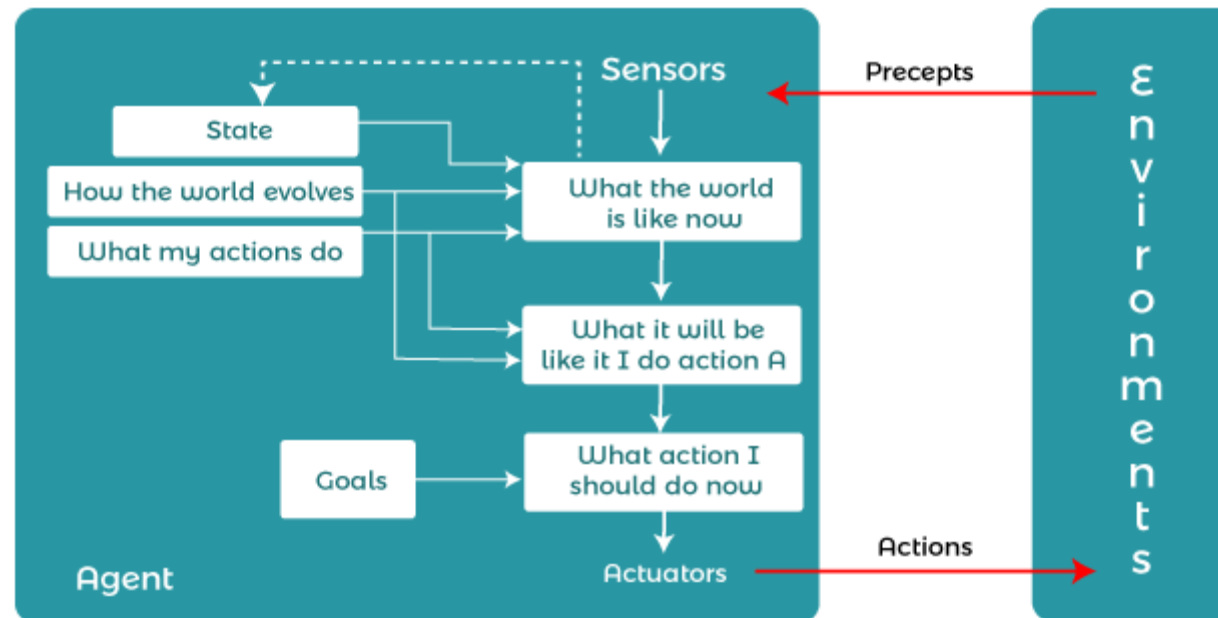 Sensors
Precepts
State
How the world evolves
What my actions do
What the world
is like now
What it will be
like it I do action A
Goals
What action I
should do now
Agent
Actuators
Actions
Environments